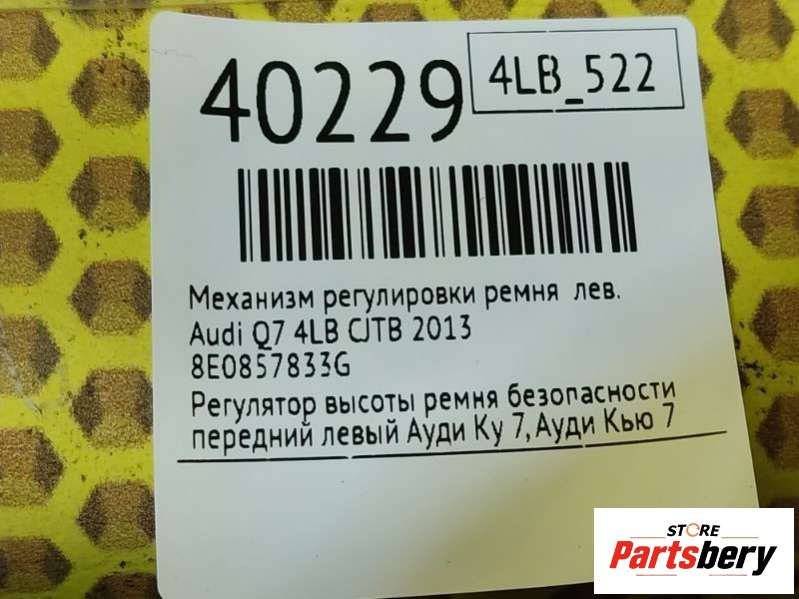 40229
4LB_522
Механизм регулировки ремня лев.
Audi Q7 4LB CJTB 2013
8E0857833G
Регулятор высоты ремня безопасности
передний левый Ауди Ку 7, Ауди Кью 7
STORE
Partsbery